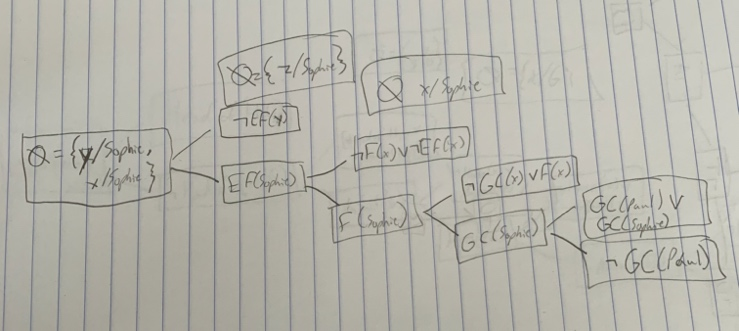 Θ = {z/Sophie}
Θ x/Sophie
¬EF(y)
Θ = {y/Sophie,
x/Sophie}
EF(Sophie)
¬F(x) ∨ ¬EF(x)
F(Sophie)
¬GC(x) ∨ F(x)
GC(Sophie)
GC(Paul) ∨
GC(Sophie)
¬GC(Paul)